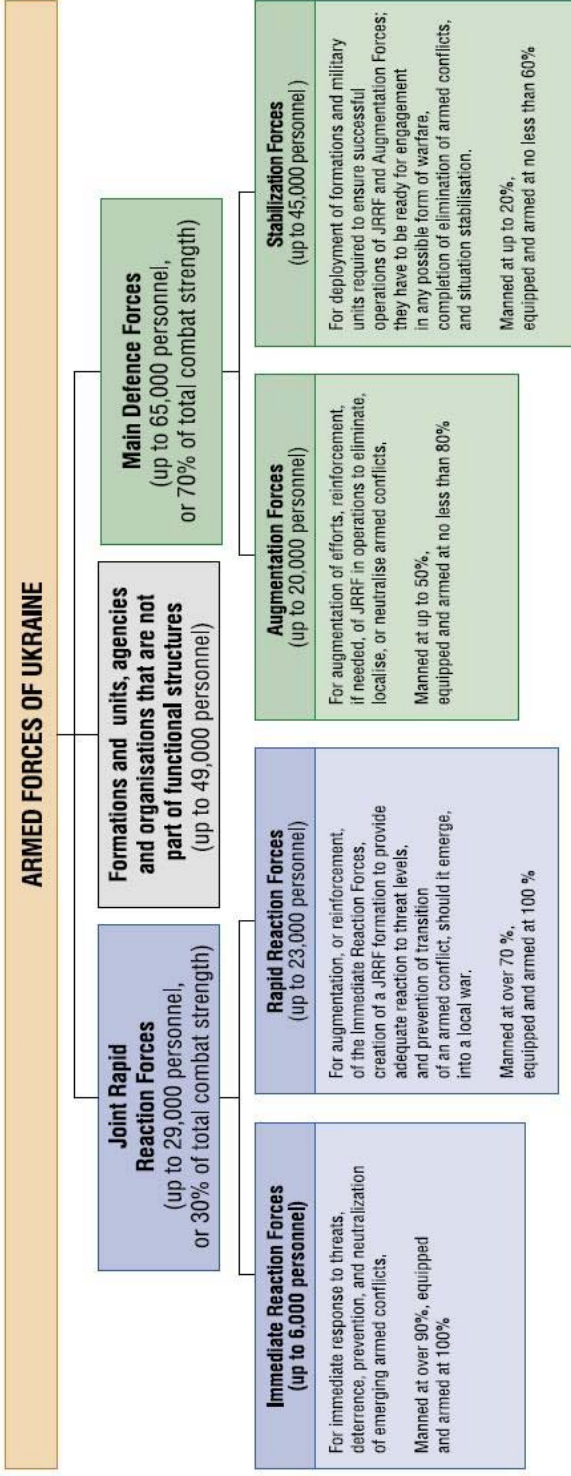 ARMED FORCES OF UKRAINE
Joint Rapid
Reaction Forces
(up to 29,000 personnel,
or 30% of total combat strength)
Formations and units, agencies
and organisations that are not
part of functional structures
(up to 49,000 personnel)
Main Defence Forces
(up to 65,000 personnel,
or 70% of total combat strength)
Immediate Reaction Forces
(up to 6,000 personnel)
For immediate response to threats,
deterrence, prevention, and neutralization
of emerging armed conflicts.
Manned at over 90%, equipped
and armed at 100%
Rapid Reaction Forces
(up to 23,000 personnel)
For augmentation, or reinforcement,
of the Immediate Reaction Forces,
creation of a JRRF formation to provide
adequate reaction to threat levels,
and prevention of transition
of an armed conflict, should it emerge,
into a local war.
Manned at over 70 %,
equipped and armed at 100 %
Augmentation Forces
(up to 20,000 personnel)
For augmentation of efforts, reinforcement,
if needed, of JRRF in operations to eliminate,
localise, or neutralise armed conflicts.
Manned at up to 50%,
equipped and armed at no less than 80%
Stabilization Forces
(up to 45,000 personnel)
For deployment of formations and military
units required to ensure successful
operations of JRRF and Augmentation Forces;
they have to be ready for engagement
in any possible form of warfare,
completion of elimination of armed conflicts,
and situation stabilisation.
Manned at up to 20%,
equipped and armed at no less than 60%